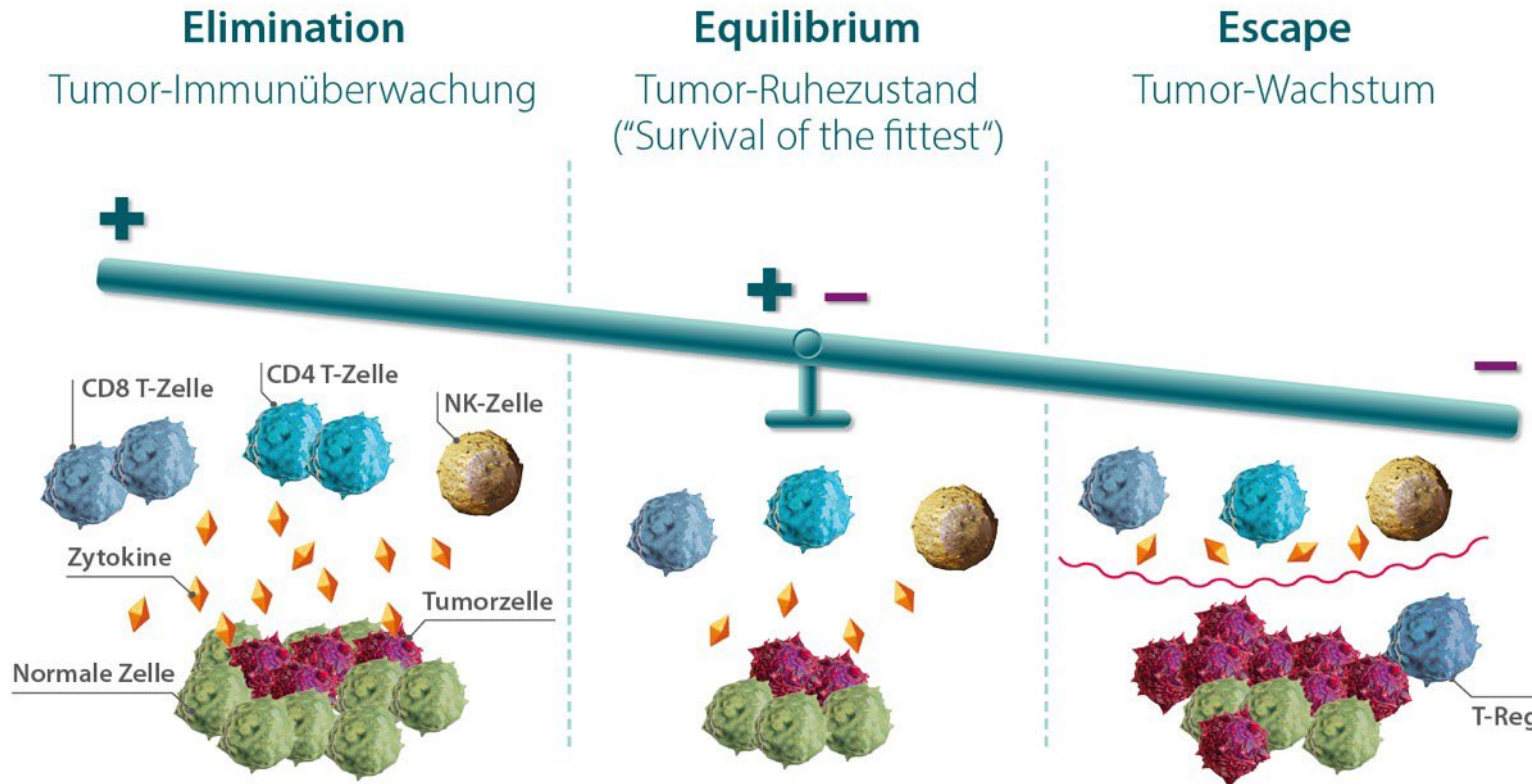 Elimination
Tumor-Immunüberwachung
Equilibrium
Tumor-Ruhezustand
(“Survival of the fittest“)
Escape
Tumor-Wachstum
CD8 T-Zelle
CD4 T-Zelle
NK-Zelle
Zytokine
Tumorzelle
Normale Zelle
T-Reg